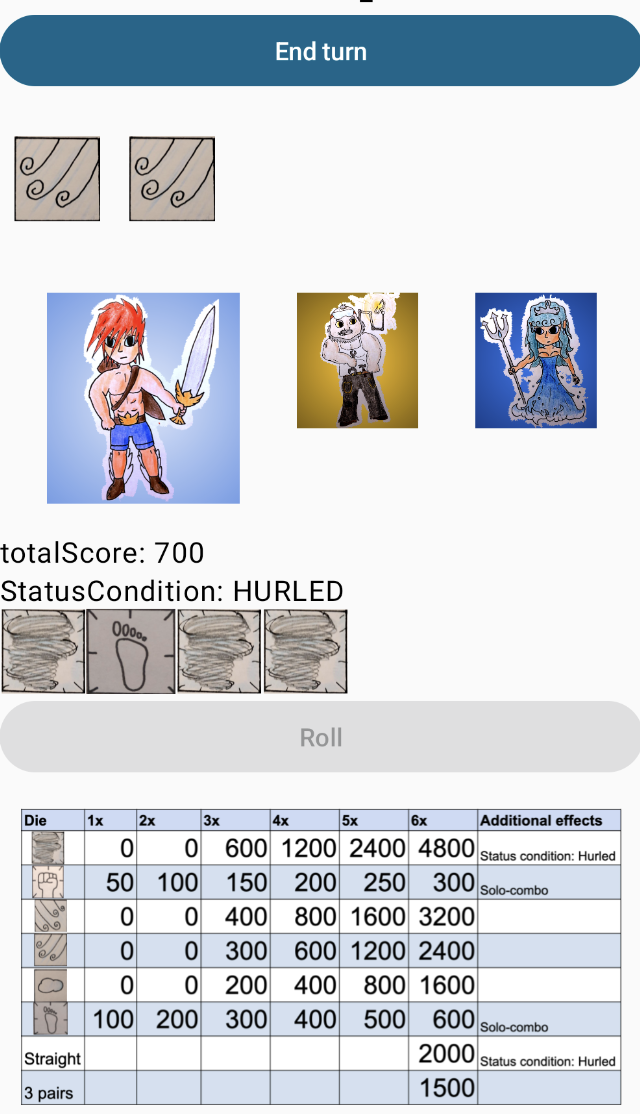 End turn
totalScore: 700
StatusCondition: HURLED
Roll
Die 1x 2x 3x 4x 5x 6x Additional effects
0 0 600 1200 2400 4800 Status condition: Hurled
50 100 150 200 250 300 Solo-combo
0 0 400 800 1600 3200
0 0 300 600 1200 2400
0 0 200 400 800 1600
100 200 300 400 500 600 Solo-combo
Straight 2000 Status condition: Hurled
3 pairs 1500